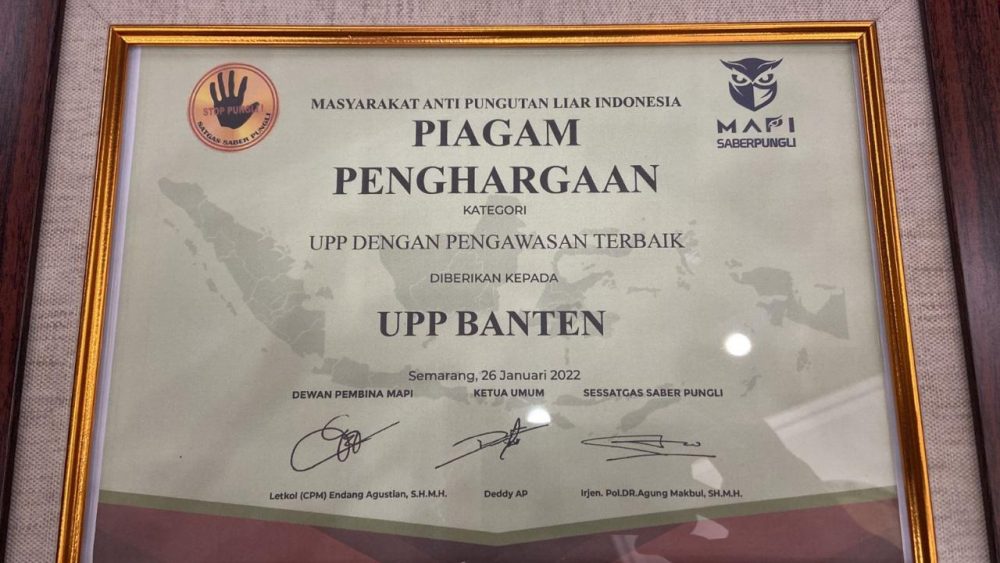 STOP PUNGLI
SATGAS SABER PUNGLI
MAPI
SABERPUNGLI
MASYARAKAT ANTI PUNGUTAN LIAR INDONESIA
PIAGAM
PENGHARGAAN
KATEGORI
UPP DENGAN PENGAWASAN TERBAIK
DIBERIKAN KEPADA
UPP BANTEN
Semarang, 26 Januari 2022
DEWAN PEMBINA MAPI KETUA UMUM SESSATGAS SABER PUNGLI
Letkol (CPM) Endang Agustian, S.H.M.H. Deddy AP Irjen. Pol.DR.Agung Makbul, SH.M.H.